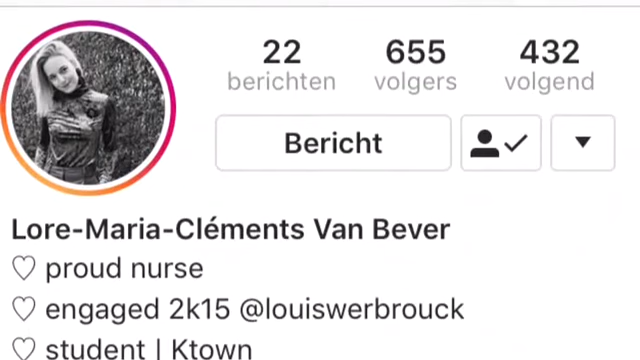 22 655 432
berichten volgers volgend
Bericht
Lore-Maria-Cléments Van Bever
♡ proud nurse
♡ engaged 2k15 @louiswerbrouck
♡ student | Ktown